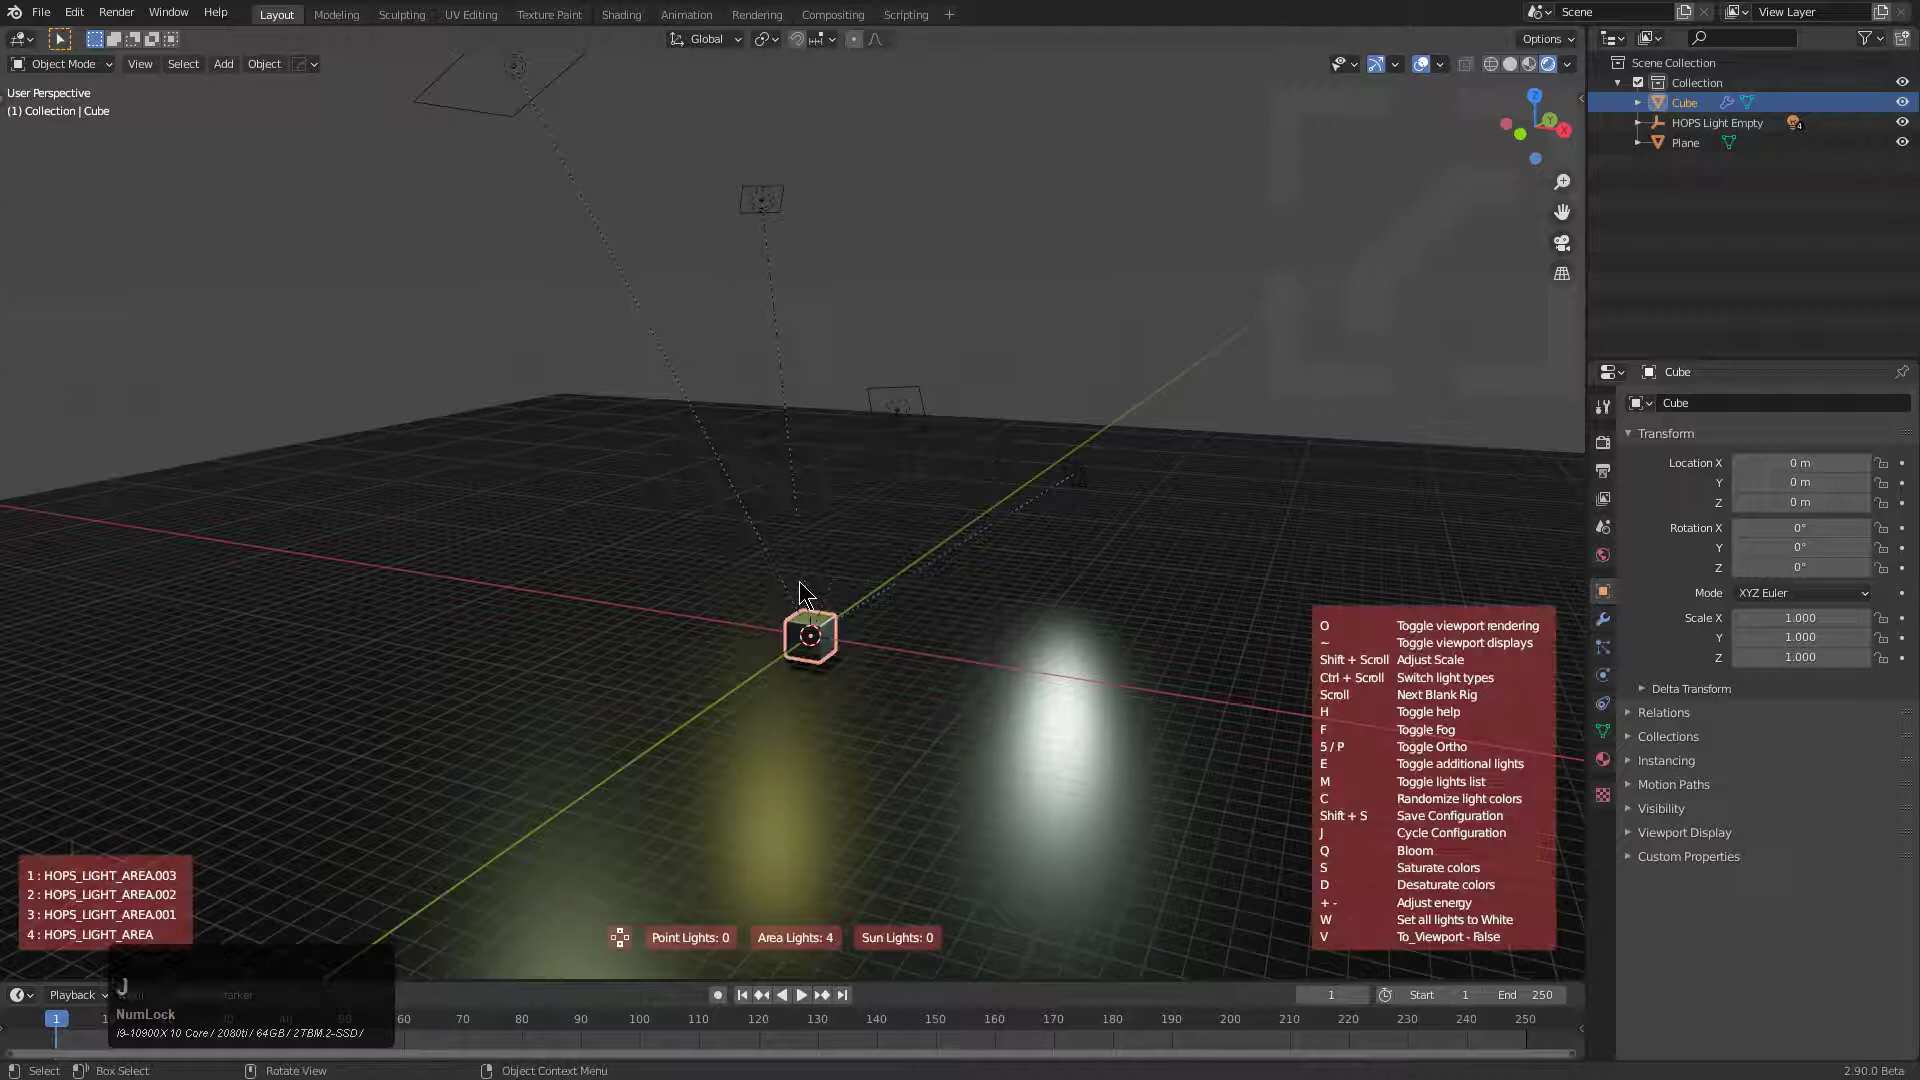 File Edit Render Window Help Layout Modeling Sculpting UV Editing Texture Paint Shading Animation Rendering Compositing Scripting + Scene View Layer
Global Options
Object Mode View Select Add Object
User Perspective
(1) Collection | Cube
Z
Y
X
Scene Collection
Collection
Cube
HOPS Light Empty 4
Plane
Cube
Cube
Transform
Location X 0 m
Y 0 m
Z 0 m
Rotation X 0°
Y 0°
Z 0°
Mode XYZ Euler
Scale X 1.000
Y 1.000
Z 1.000
Delta Transform
Relations
Collections
Instancing
Motion Paths
Visibility
Viewport Display
Custom Properties
O Toggle viewport rendering
~ Toggle viewport displays
Shift + Scroll Adjust Scale
Ctrl + Scroll Switch light types
Scroll Next Blank Rig
H Toggle help
F Toggle Fog
5 / P Toggle Ortho
E Toggle additional lights
M Toggle lights list
C Randomize light colors
Shift + S Save Configuration
J Cycle Configuration
Q Bloom
S Saturate colors
D Desaturate colors
+ - Adjust energy
W Set all lights to White
V To_Viewport - False
1 : HOPS_LIGHT_AREA.003
2 : HOPS_LIGHT_AREA.002
3 : HOPS_LIGHT_AREA.001
4 : HOPS_LIGHT_AREA
Point Lights: 0 Area Lights: 4 Sun Lights: 0
J
NumLock
i9-10900X 10 Core / 2080ti / 64GB / 2TBM.2-SSD /
Playback 1 Start 1 End 250
1 60 70 80 90 100 110 120 130 140 150 160 170 180 190 200 210 220 230 240 250
Select Box Select Rotate View Object Context Menu 2.90.0 Beta